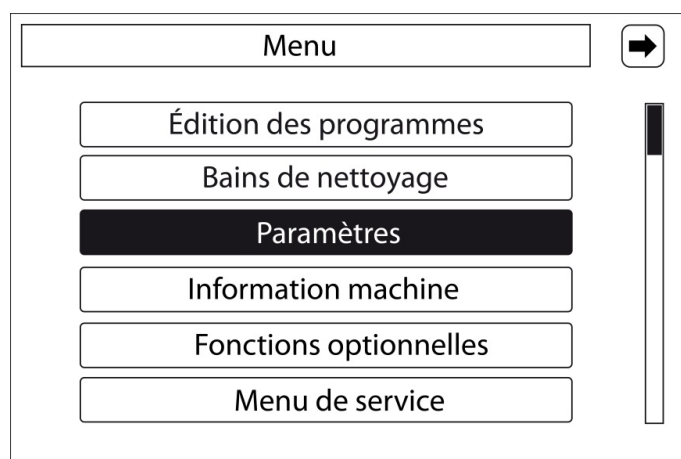 Menu
Édition des programmes
Bains de nettoyage
Paramètres
Information machine
Fonctions optionnelles
Menu de service